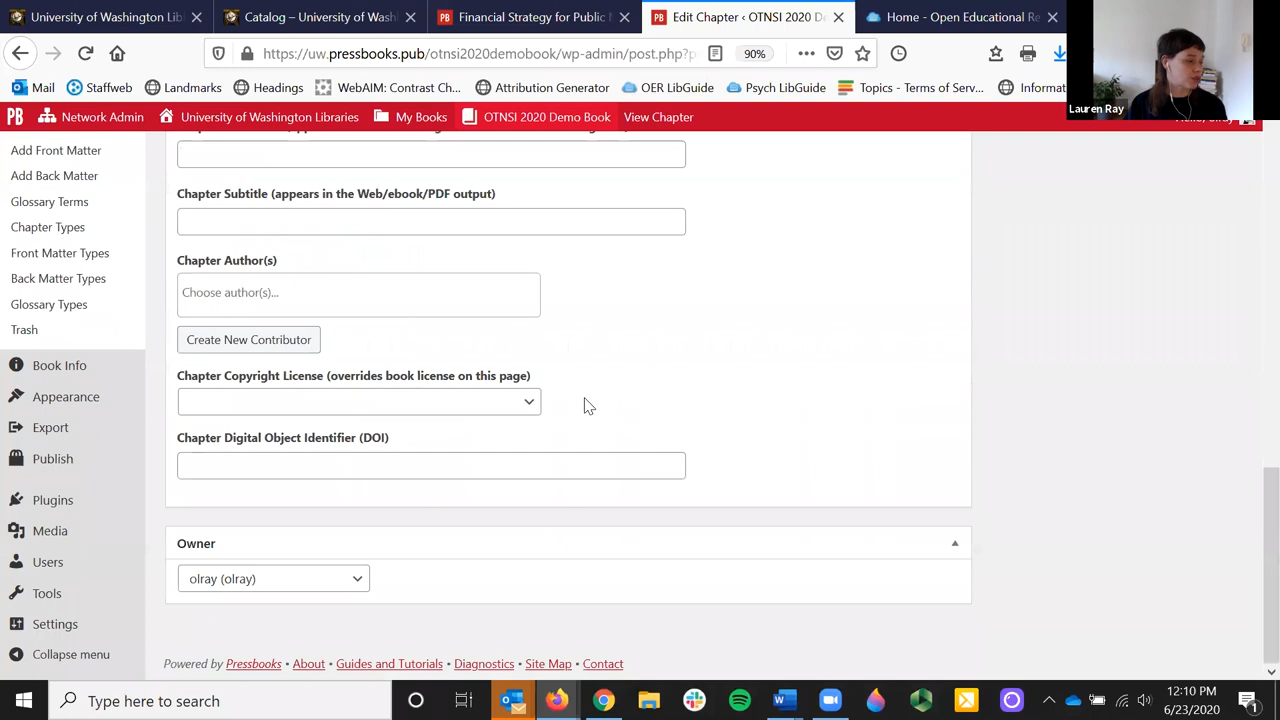 University of Washington Lib
Catalog – University of Wash
PB Financial Strategy for Public
PB Edit Chapter ‹ OTNSI 2020 De
Home - Open Educational Re
https://uw.pressbooks.pub/otnsi2020demobook/wp-admin/post.php?p
90%
Mail
Staffweb
Landmarks
Headings
WebAIM: Contrast Ch...
Attribution Generator
OER LibGuide
Psych LibGuide
Topics - Terms of Serv...
Informat
Lauren Ray
PB Network Admin
University of Washington Libraries
My Books
OTNSI 2020 Demo Book
View Chapter
Add Front Matter
Add Back Matter
Glossary Terms
Chapter Types
Front Matter Types
Back Matter Types
Glossary Types
Trash
Book Info
Appearance
Export
Publish
Plugins
Media
Users
Tools
Settings
Collapse menu
Chapter Subtitle (appears in the Web/ebook/PDF output)
Chapter Author(s)
Choose author(s)...
Create New Contributor
Chapter Copyright License (overrides book license on this page)
Chapter Digital Object Identifier (DOI)
Owner
olray (olray)
Powered by Pressbooks • About • Guides and Tutorials • Diagnostics • Site Map • Contact
Type here to search
12:10 PM
6/23/2020
1